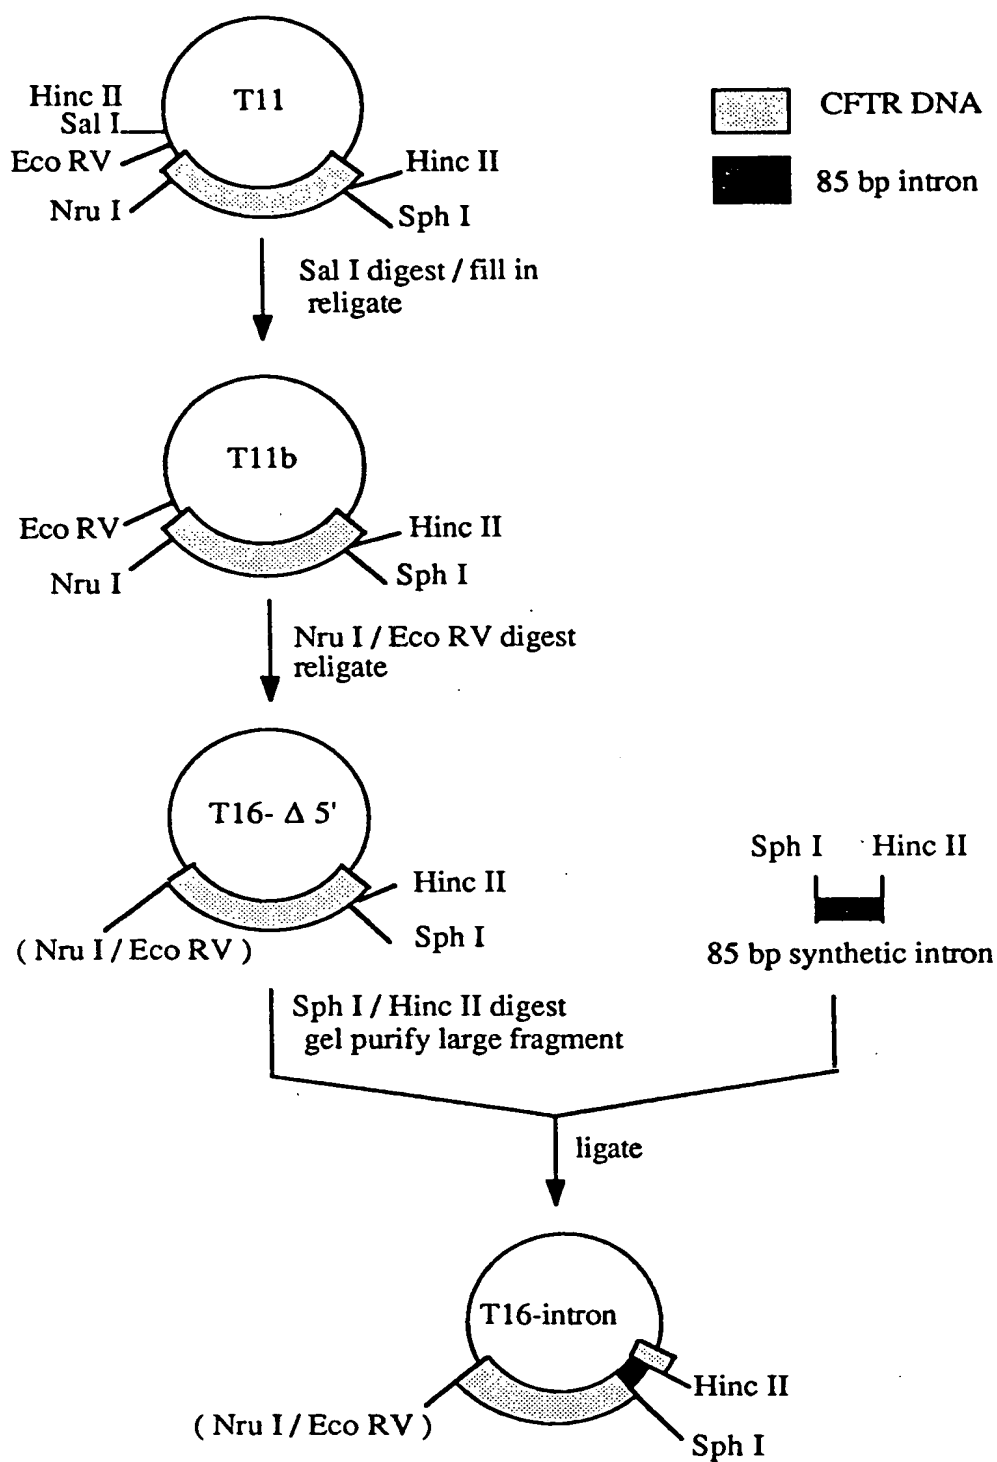 T11
Hinc II
Sal I
Eco RV
Nru I
Hinc II
Sph I
CFTR DNA
85 bp intron
Sal I digest / fill in
religate
T11b
Eco RV
Nru I
Hinc II
Sph I
Nru I / Eco RV digest
religate
T16- Δ 5'
Hinc II
Sph I
( Nru I / Eco RV )
Sph I
Hinc II
85 bp synthetic intron
Sph I / Hinc II digest
gel purify large fragment
ligate
T16-intron
Hinc II
( Nru I / Eco RV )
Sph I